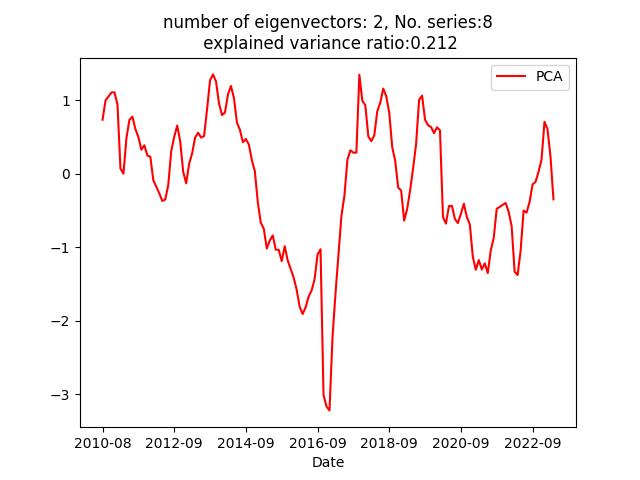 number of eigenvectors: 2, No. series:8
explained variance ratio:0.212
PCA
1
0
−1
−2
−3
2010-08 2012-09 2014-09 2016-09 2018-09 2020-09 2022-09
Date